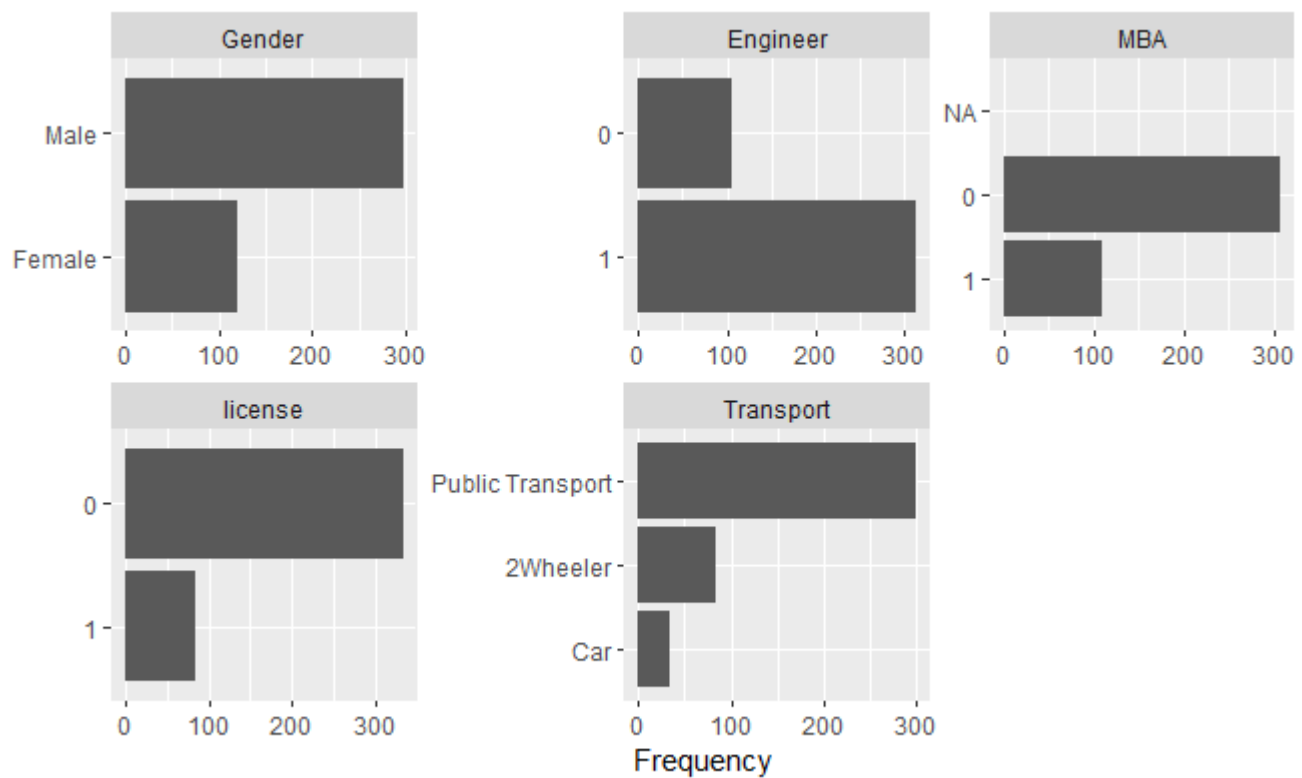 Gender
Male
Female
0 100 200 300
Engineer
0
1
0 100 200 300
MBA
NA
0
1
0 100 200 300
license
0
1
0 100 200 300
Transport
Public Transport
2Wheeler
Car
0 100 200 300
Frequency